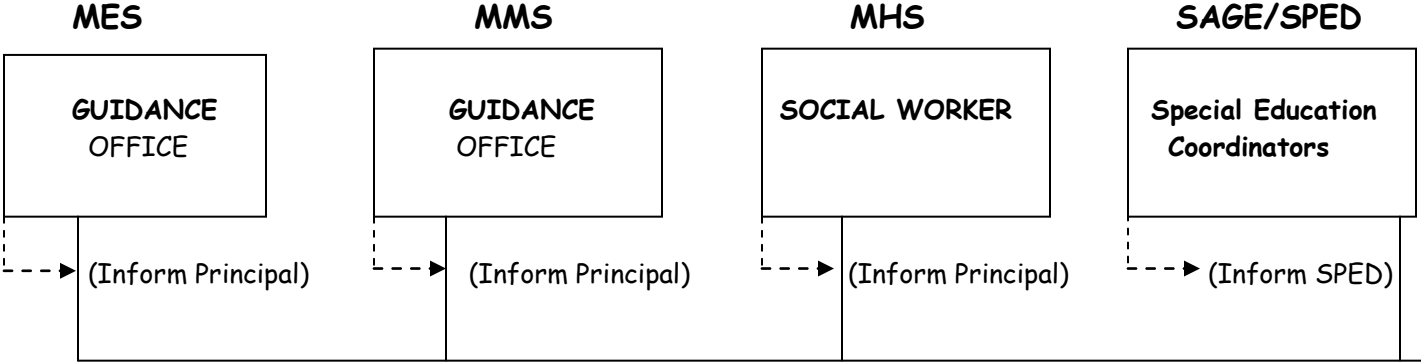 MES MMS MHS SAGE/SPED
GUIDANCE
OFFICE
GUIDANCE
OFFICE
SOCIAL WORKER
Special Education
Coordinators
(Inform Principal) (Inform Principal) (Inform Principal) (Inform SPED)